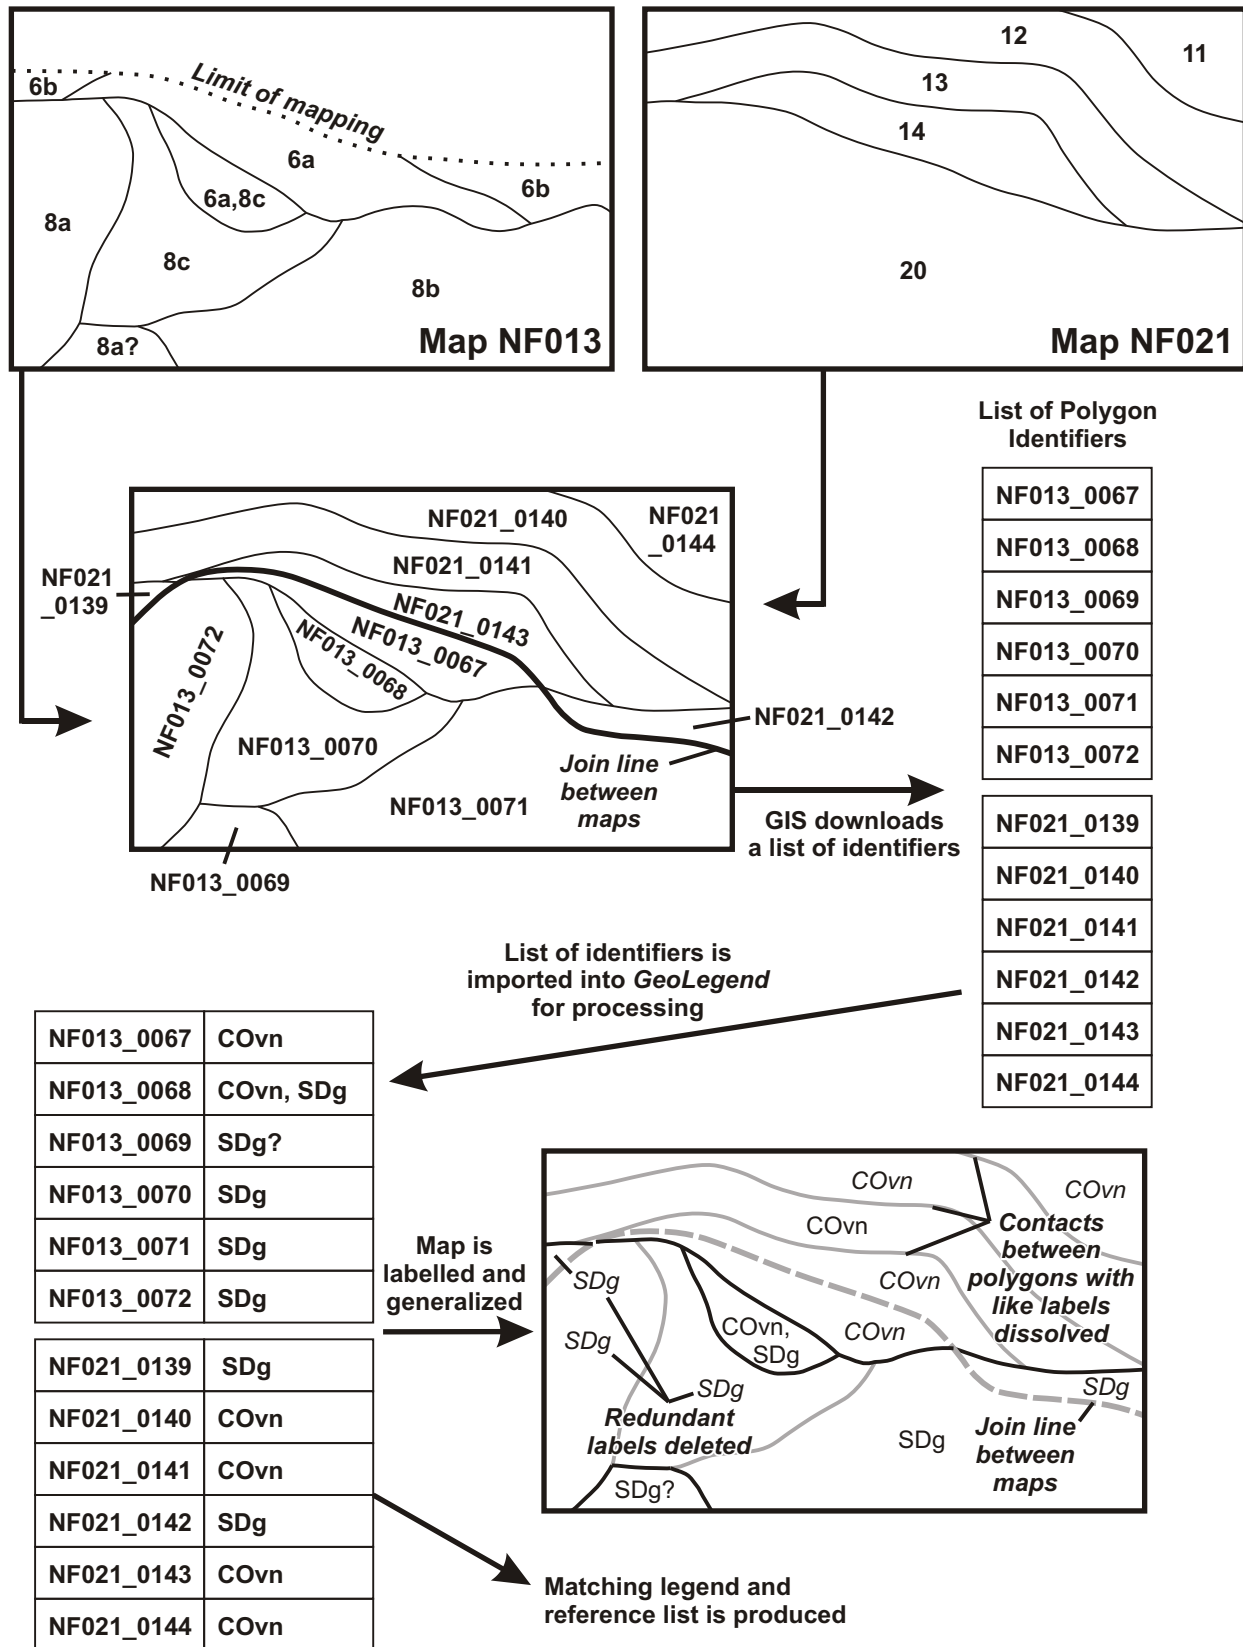 6b
Limit of mapping
6a
6a,8c
6b
8a
8c
8b
8a?
Map NF013
12
11
13
14
20
Map NF021
List of Polygon
Identifiers
NF013_0067
NF013_0068
NF013_0069
NF013_0070
NF013_0071
NF013_0072
NF021_0139
NF021_0140
NF021_0141
NF021_0142
NF021_0143
NF021_0144
NF021_0140
NF021
_0144
NF021_0141
NF021
_0139
NF021_0143
NF013_0067
NF013_0068
NF013_0072
NF013_0070
NF021_0142
Join line
between
maps
NF013_0071
NF013_0069
GIS downloads
a list of identifiers
List of identifiers is
imported into GeoLegend
for processing
NF013_0067 COvn
NF013_0068 COvn, SDg
NF013_0069 SDg?
NF013_0070 SDg
NF013_0071 SDg
NF013_0072 SDg
NF021_0139 SDg
NF021_0140 COvn
NF021_0141 COvn
NF021_0142 SDg
NF021_0143 COvn
NF021_0144 COvn
Map is
labelled and
generalized
COvn
COvn
COvn
Contacts
between
polygons with
like labels
dissolved
SDg
COvn
COvn,
SDg
COvn
SDg
SDg
SDg
Redundant
labels deleted
SDg
Join line
between
maps
SDg?
Matching legend and
reference list is produced